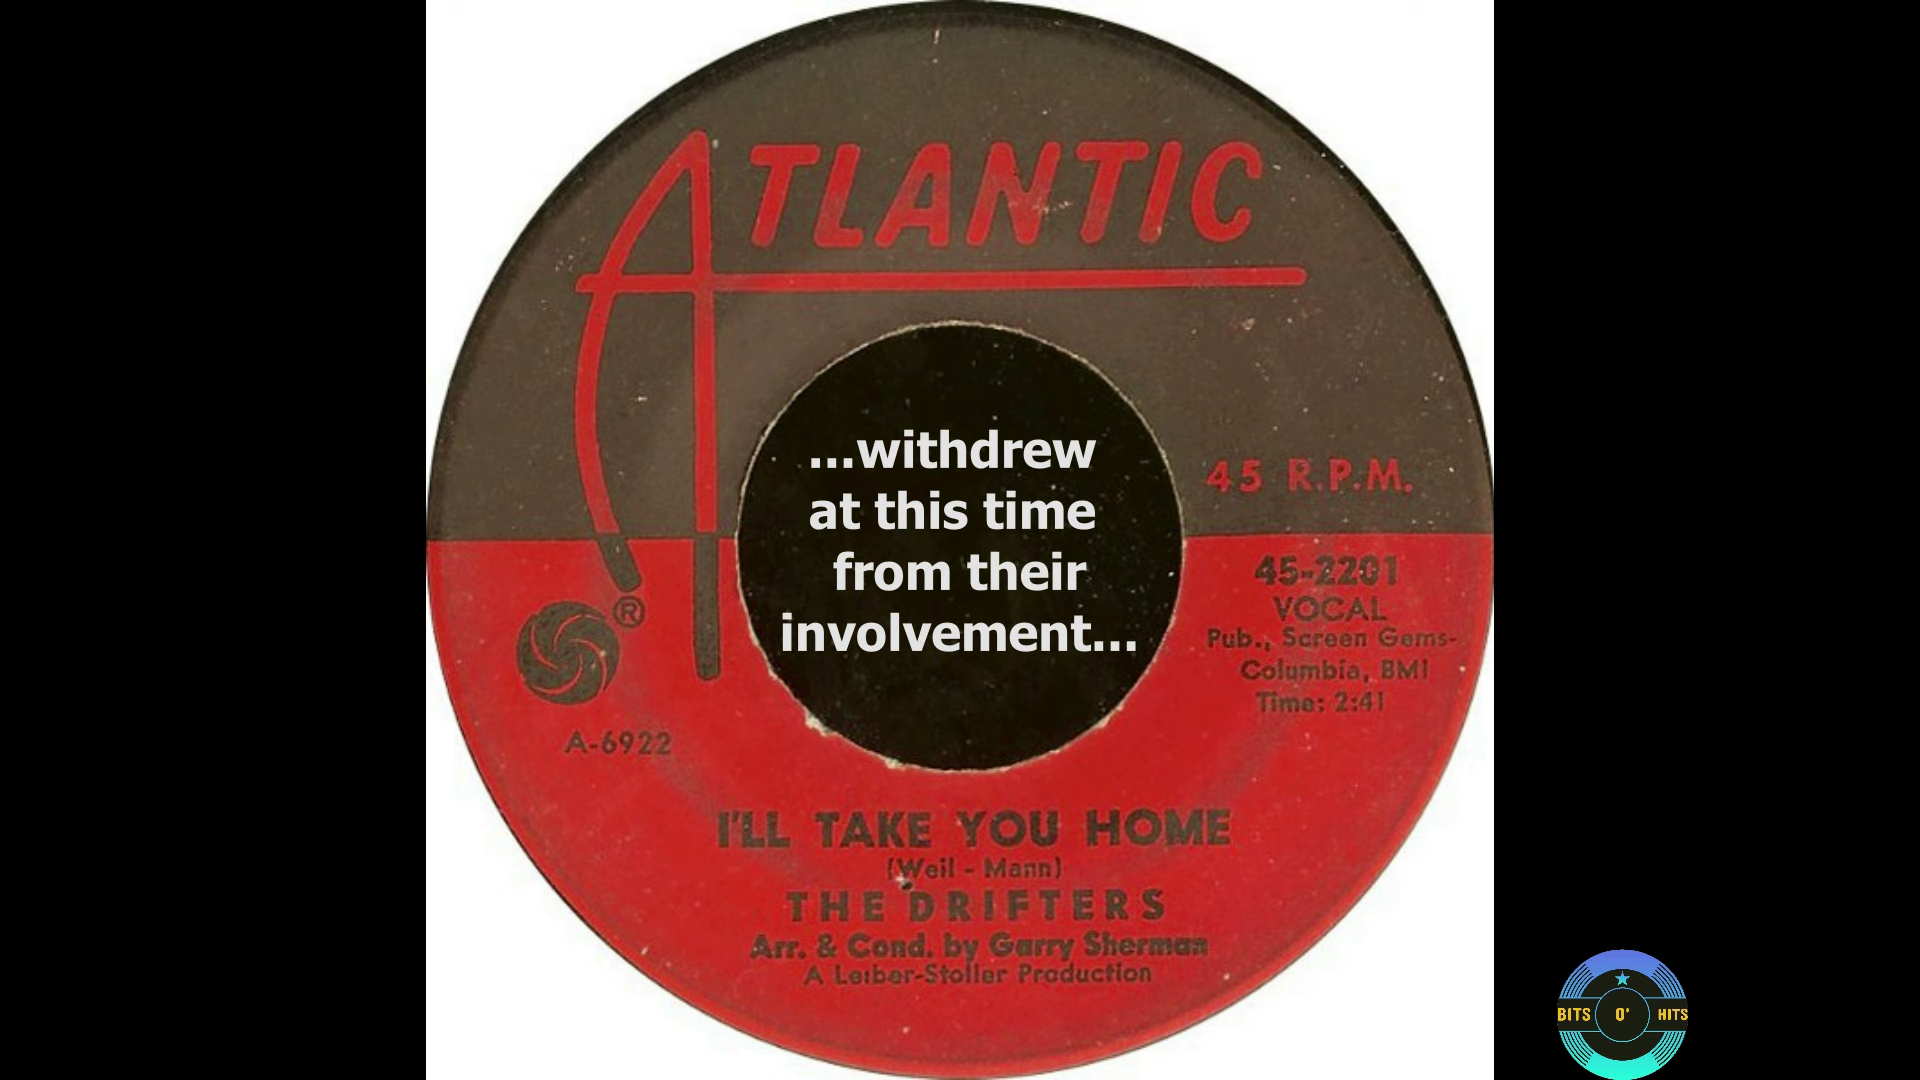 ATLANTIC
...withdrew
at this time
from their
involvement...
45 R.P.M.
45-2201
VOCAL
Pub., Screen Gems-
Columbia, BMI
Time: 2:41
®
A-6922
I'LL TAKE YOU HOME
(Weil - Mann)
THE DRIFTERS
Arr. & Cond. by Garry Sherman
A Leiber-Stoller Production
BITS O' HITS